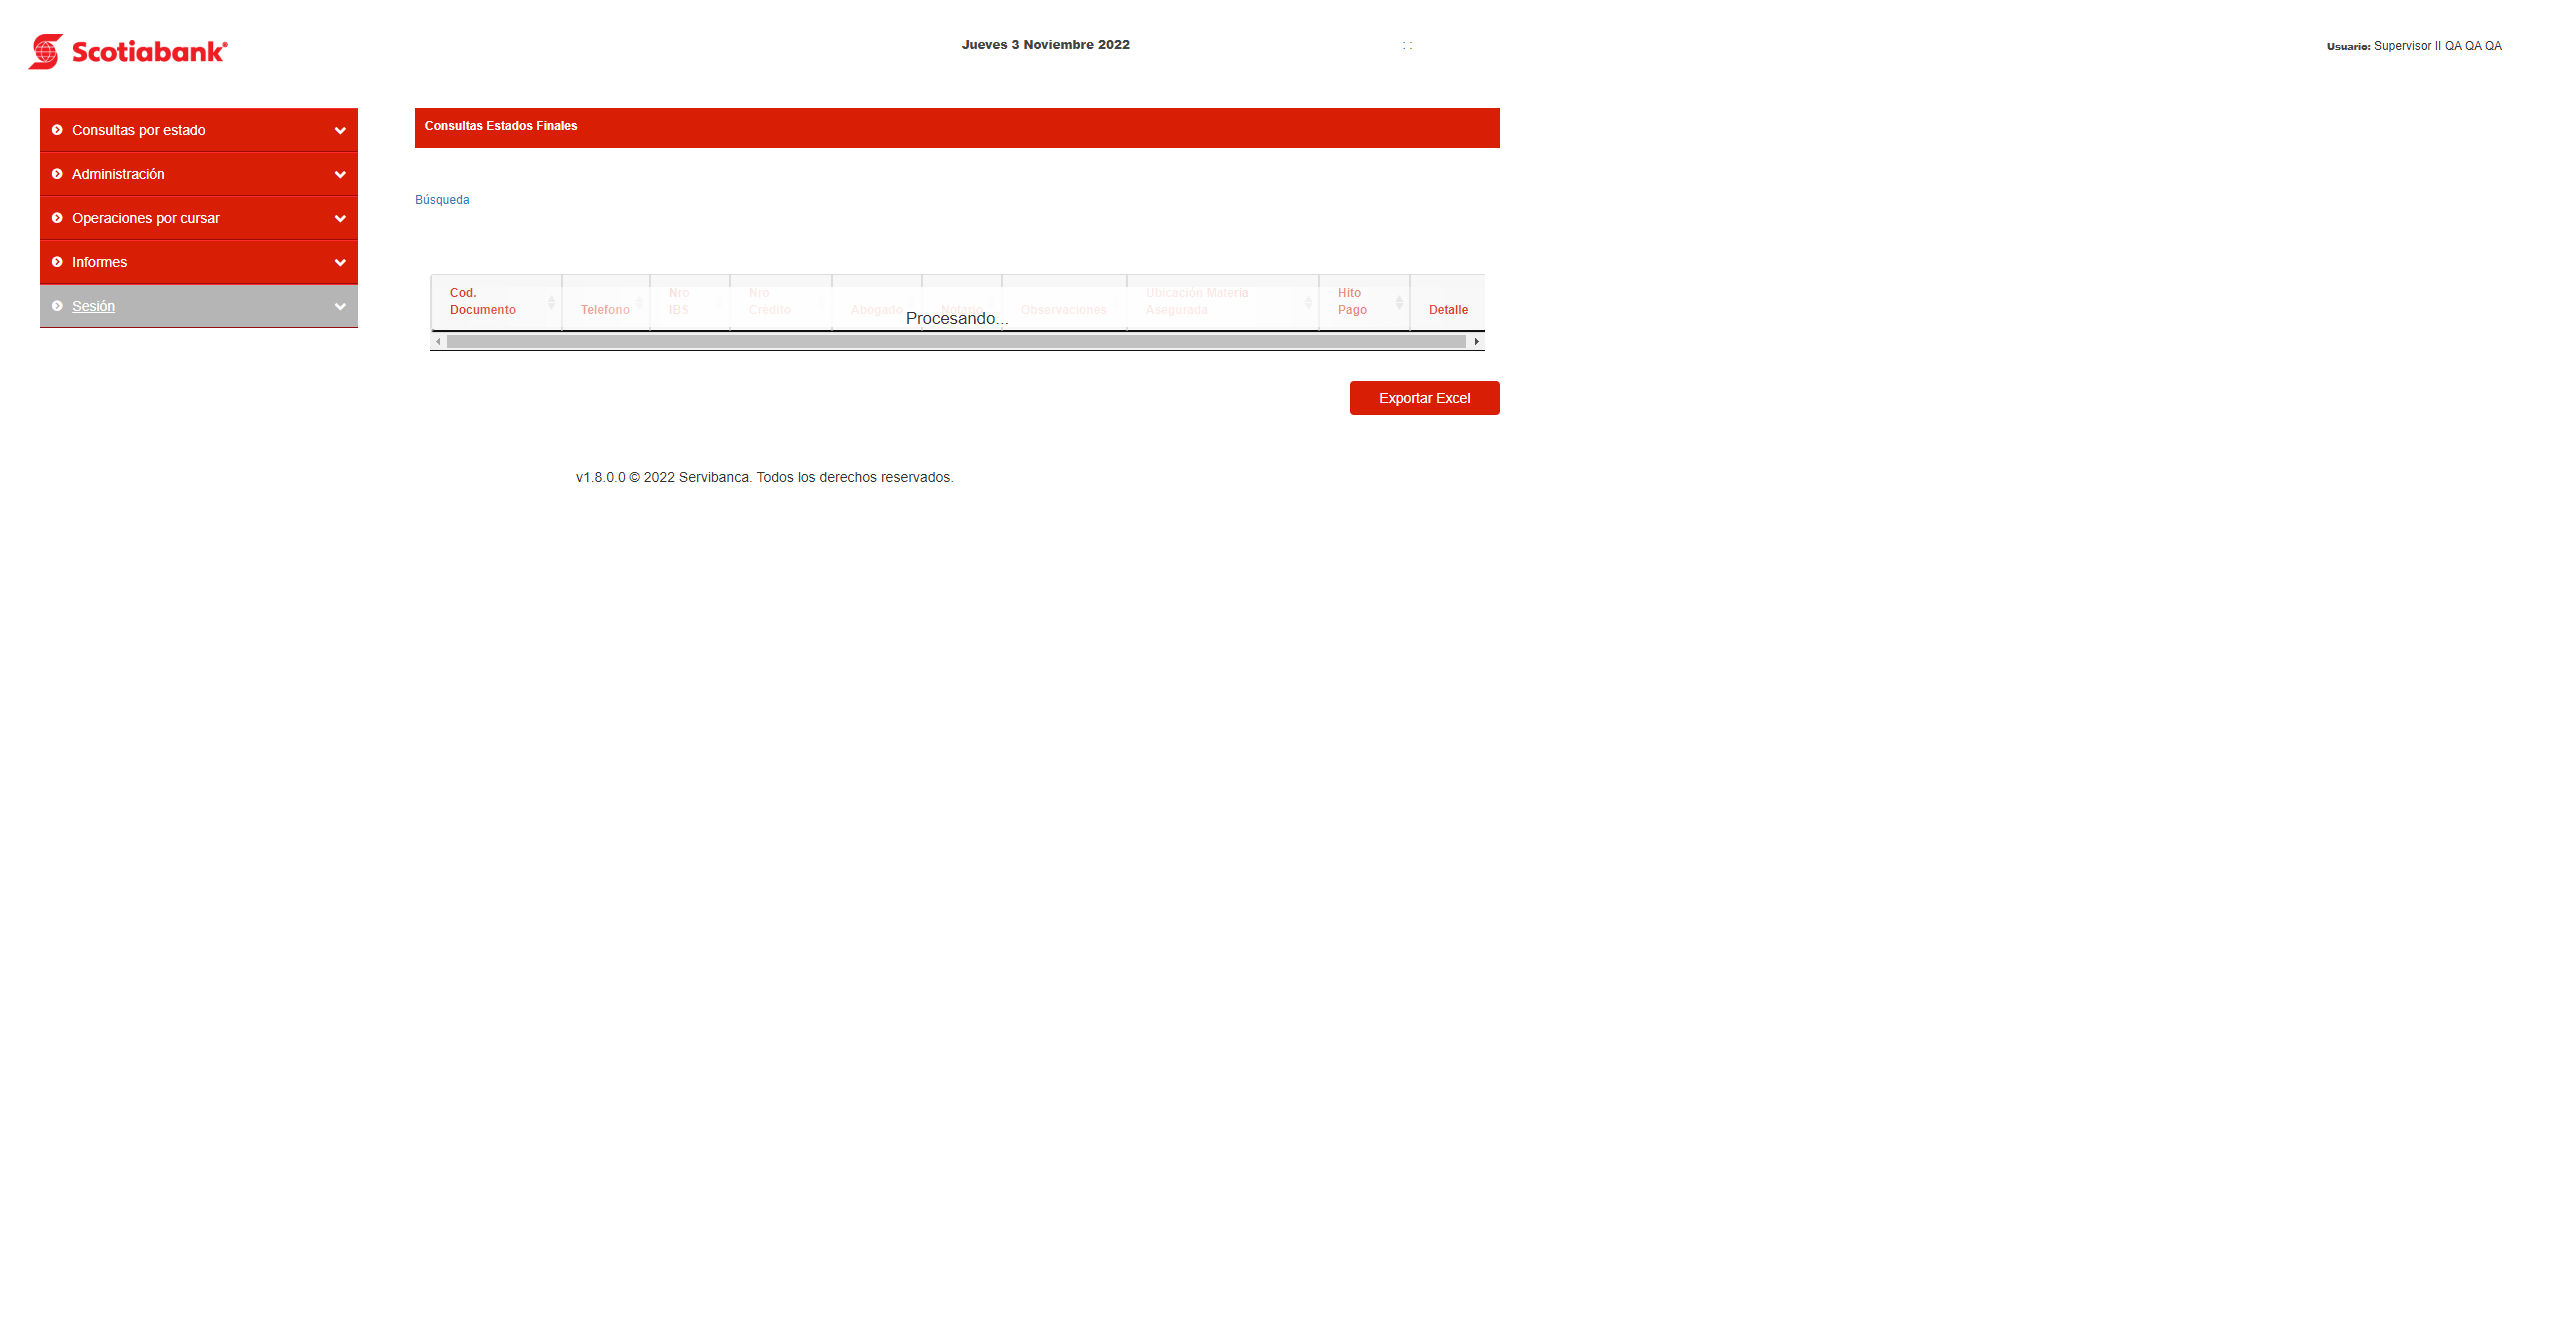 Scotiabank®
Jueves 3 Noviembre 2022
: :
Usuario: Supervisor II QA QA QA
Consultas por estado
Administración
Operaciones por cursar
Informes
Sesión
Consultas Estados Finales
Búsqueda
Cod.
Documento
Telefono
Nro
IBS
Nro
Crédito
Abogado
Notario
Observaciones
Ubicación Materia
Asegurada
Hito
Pago
Detalle
Procesando...
Exportar Excel
v1.8.0.0 © 2022 Servibanca. Todos los derechos reservados.